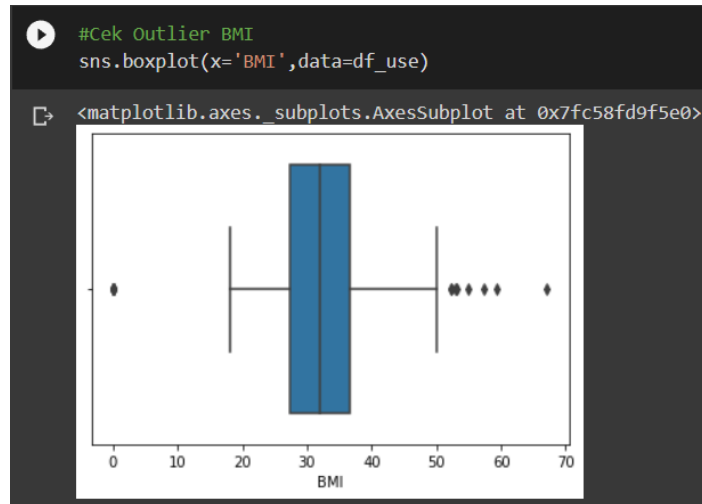 #Cek Outlier BMI
sns.boxplot(x='BMI',data=df_use)
<matplotlib.axes._subplots.AxesSubplot at 0x7fc58fd9f5e0>
0 10 20 30 40 50 60 70
BMI